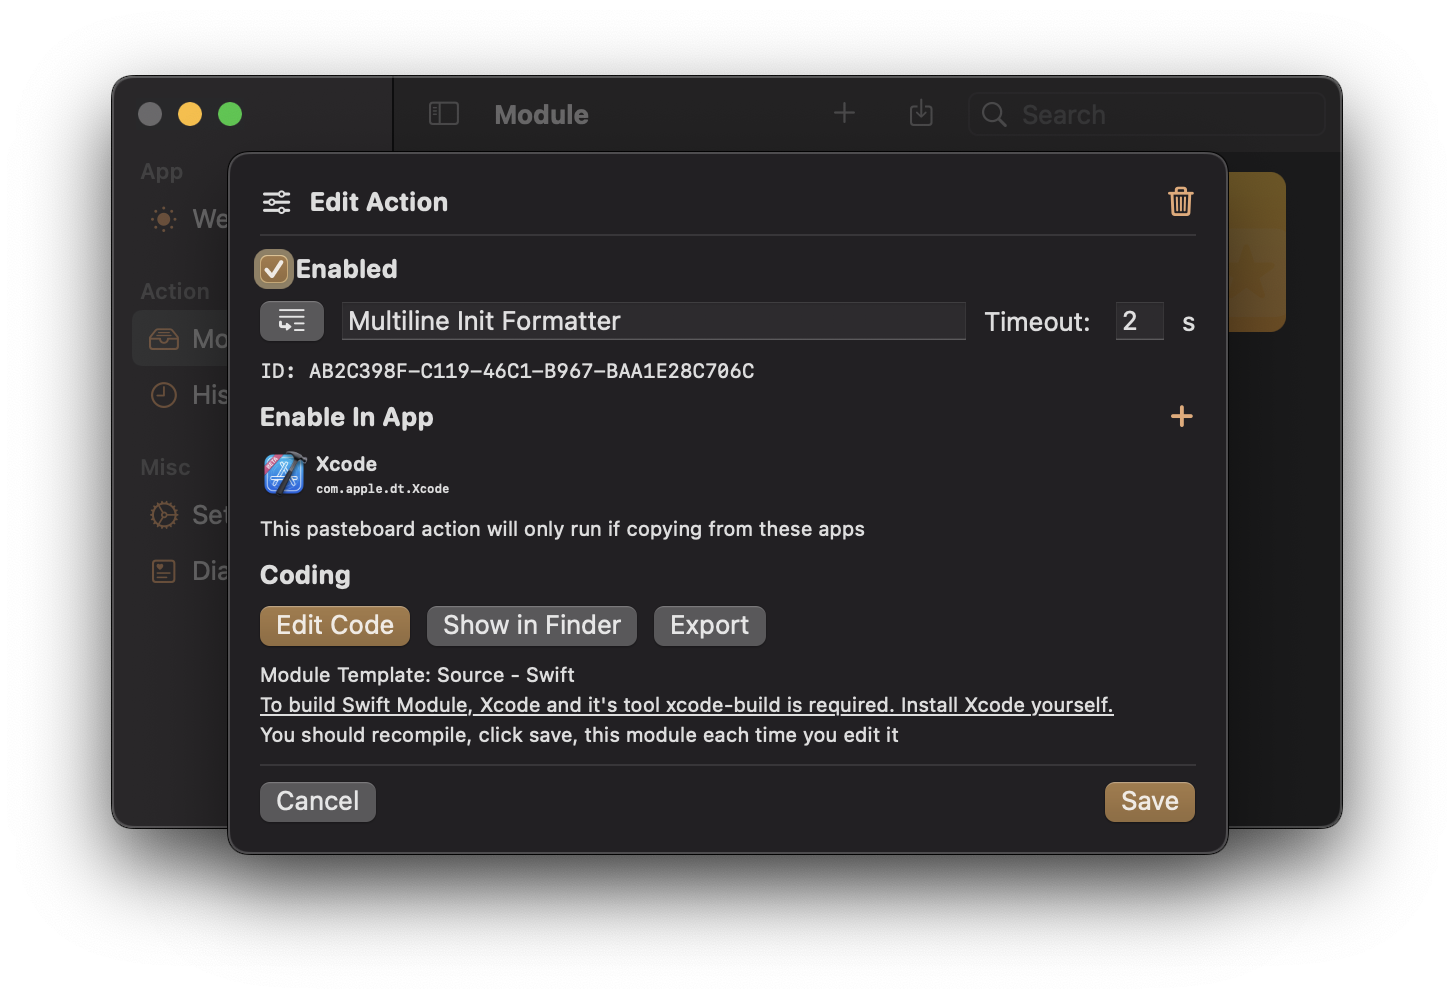 Module
Search
App
We
Action
Mo
His
Misc
Set
Dia
Edit Action
Enabled
Multiline Init Formatter
Timeout: 2 s
ID: AB2C398F-C119-46C1-B967-BAA1E28C706C
Enable In App
Xcode
com.apple.dt.Xcode
This pasteboard action will only run if copying from these apps
Coding
Edit Code
Show in Finder
Export
Module Template: Source - Swift
To build Swift Module, Xcode and it's tool xcode-build is required. Install Xcode yourself.
You should recompile, click save, this module each time you edit it
Cancel
Save